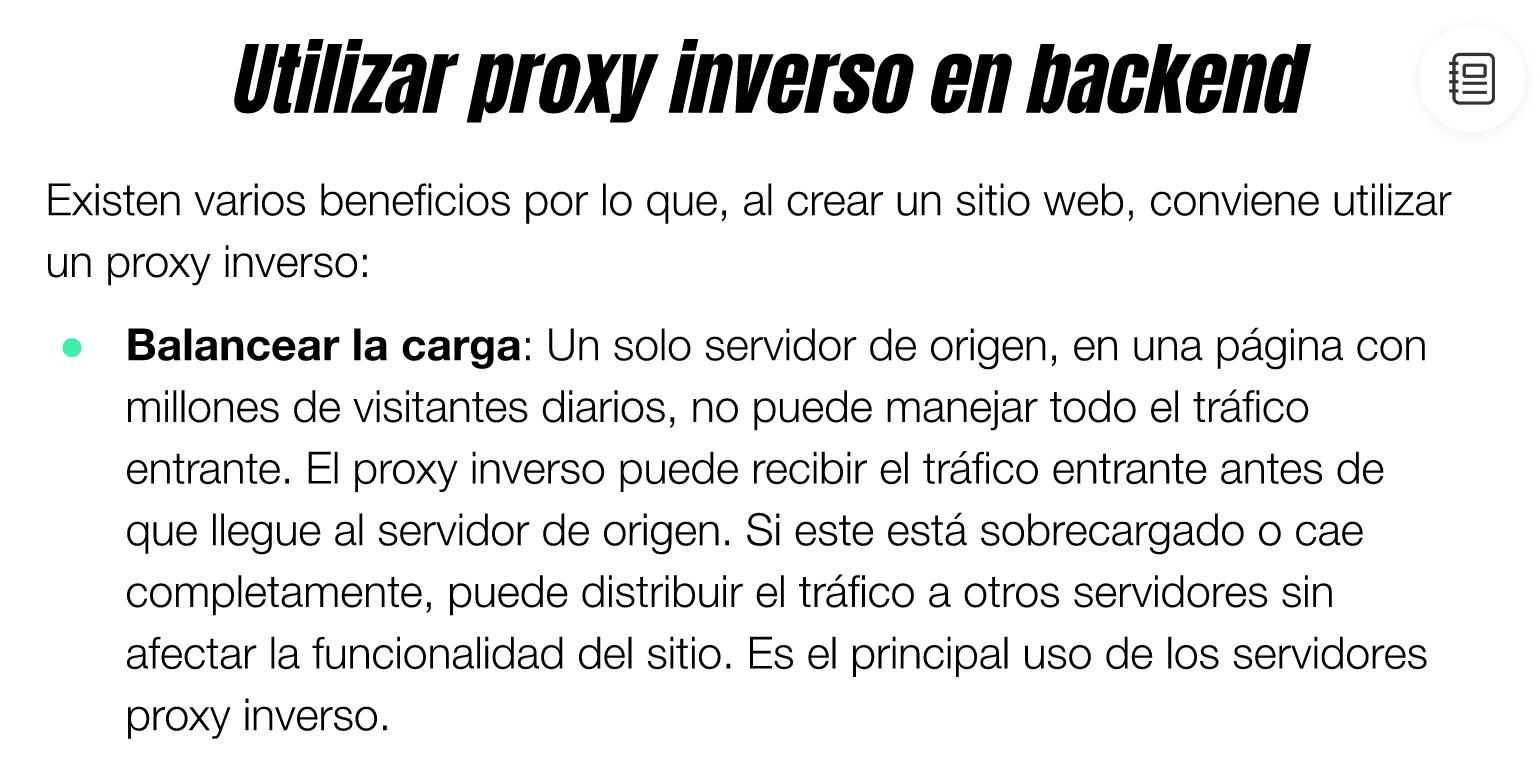 Utilizar proxy inverso en backend
Existen varios beneficios por lo que, al crear un sitio web, conviene utilizar
un proxy inverso:
Balancear la carga: Un solo servidor de origen, en una página con
millones de visitantes diarios, no puede manejar todo el tráfico
entrante. El proxy inverso puede recibir el tráfico entrante antes de
que llegue al servidor de origen. Si este está sobrecargado o cae
completamente, puede distribuir el tráfico a otros servidores sin
afectar la funcionalidad del sitio. Es el principal uso de los servidores
proxy inverso.